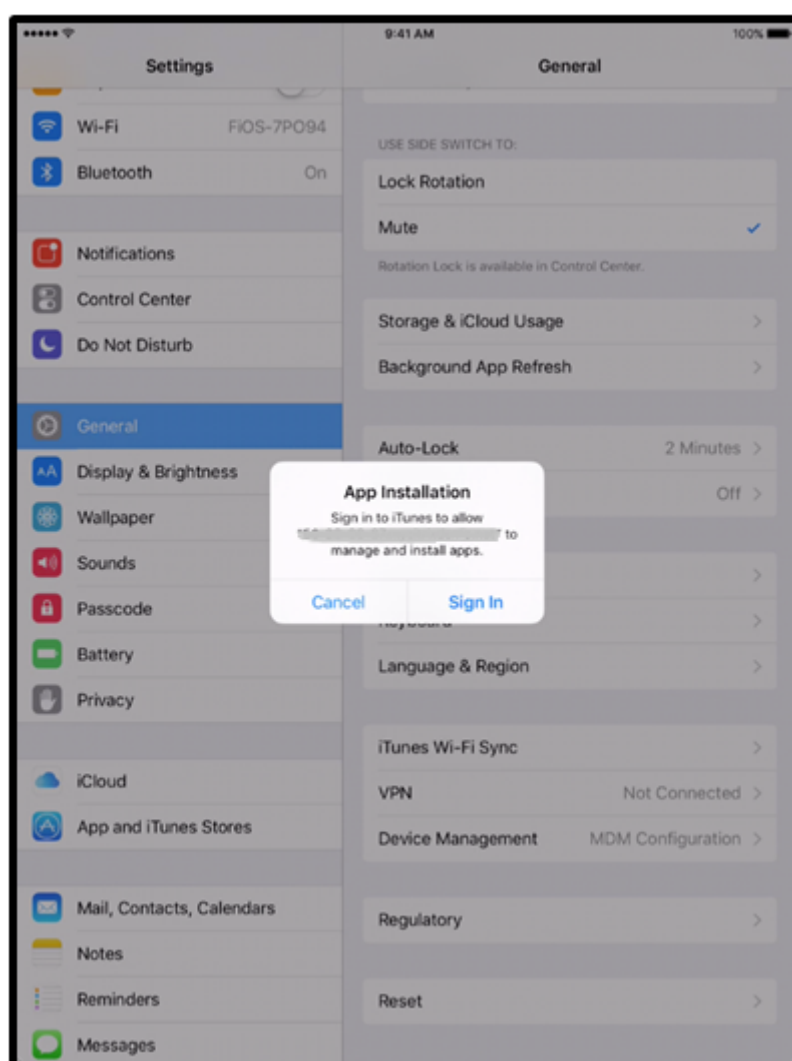 9:41 AM
100%
Settings
General
Wi-Fi
FiOS-7PO94
Bluetooth
On
Notifications
Control Center
Do Not Disturb
General
Display & Brightness
Wallpaper
Sounds
Passcode
Battery
Privacy
iCloud
App and iTunes Stores
Mail, Contacts, Calendars
Notes
Reminders
Messages
USE SIDE SWITCH TO:
Lock Rotation
Mute
Rotation Lock is available in Control Center.
Storage & iCloud Usage
Background App Refresh
Auto-Lock
2 Minutes
Off
Keyboard
Language & Region
iTunes Wi-Fi Sync
VPN
Not Connected
Device Management
MDM Configuration
Regulatory
Reset
App Installation
Sign in to iTunes to allow
" to
manage and install apps.
Cancel
Sign In